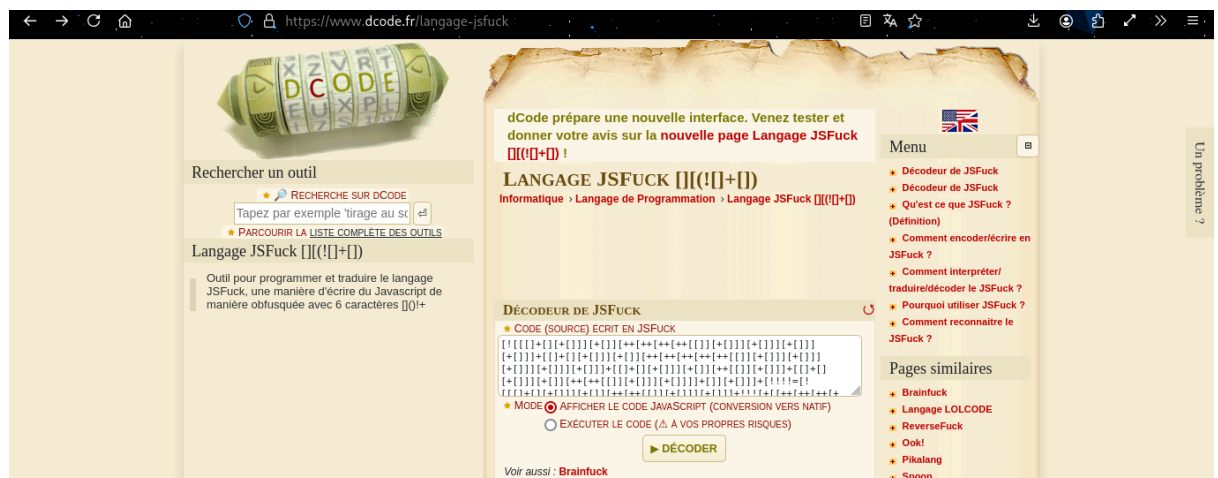 https://www.dcode.fr/langage-jsfuck
DCODE
Rechercher un outil
★ 🔎 Recherche sur dCode
Tapez par exemple 'tirage au so
★ Parcourir la liste complète des outils
Langage JSFuck [][(![]+[])
Outil pour programmer et traduire le langage
JSFuck, une manière d'écrire du Javascript de
manière obfusquée avec 6 caractères []()!+
dCode prépare une nouvelle interface. Venez tester et
donner votre avis sur la nouvelle page Langage JSFuck
[][(![]+[]) !
Langage JSFuck [][(![]+[])
Informatique › Langage de Programmation › Langage JSFuck [][(![]+[])
Décodeur de JSFuck
★ Code (source) écrit en JSFuck
[![[[]+[][+[]]][+[]][++[++[++[++[[]][+[]]][+[]]][+[]]]
[+[]]]+[[]+[][+[]]][+[]][++[++[++[++[++[[]][+[]]][+[]]]
★ Mode Afficher le code JavaScript (conversion vers natif)
Exécuter le code (⚠ à vos propres risques)
▶ DÉCODER
Voir aussi : Brainfuck
Menu
Décodeur de JSFuck
Décodeur de JSFuck
Qu'est ce que JSFuck ?
(Définition)
Comment encoder/écrire en
JSFuck ?
Comment interpréter/
traduire/décoder le JSFuck ?
Pourquoi utiliser JSFuck ?
Comment reconnaitre le
JSFuck ?
Pages similaires
Brainfuck
Langage LOLCODE
ReverseFuck
Ook!
Pikalang
Spoon
Un problème ?